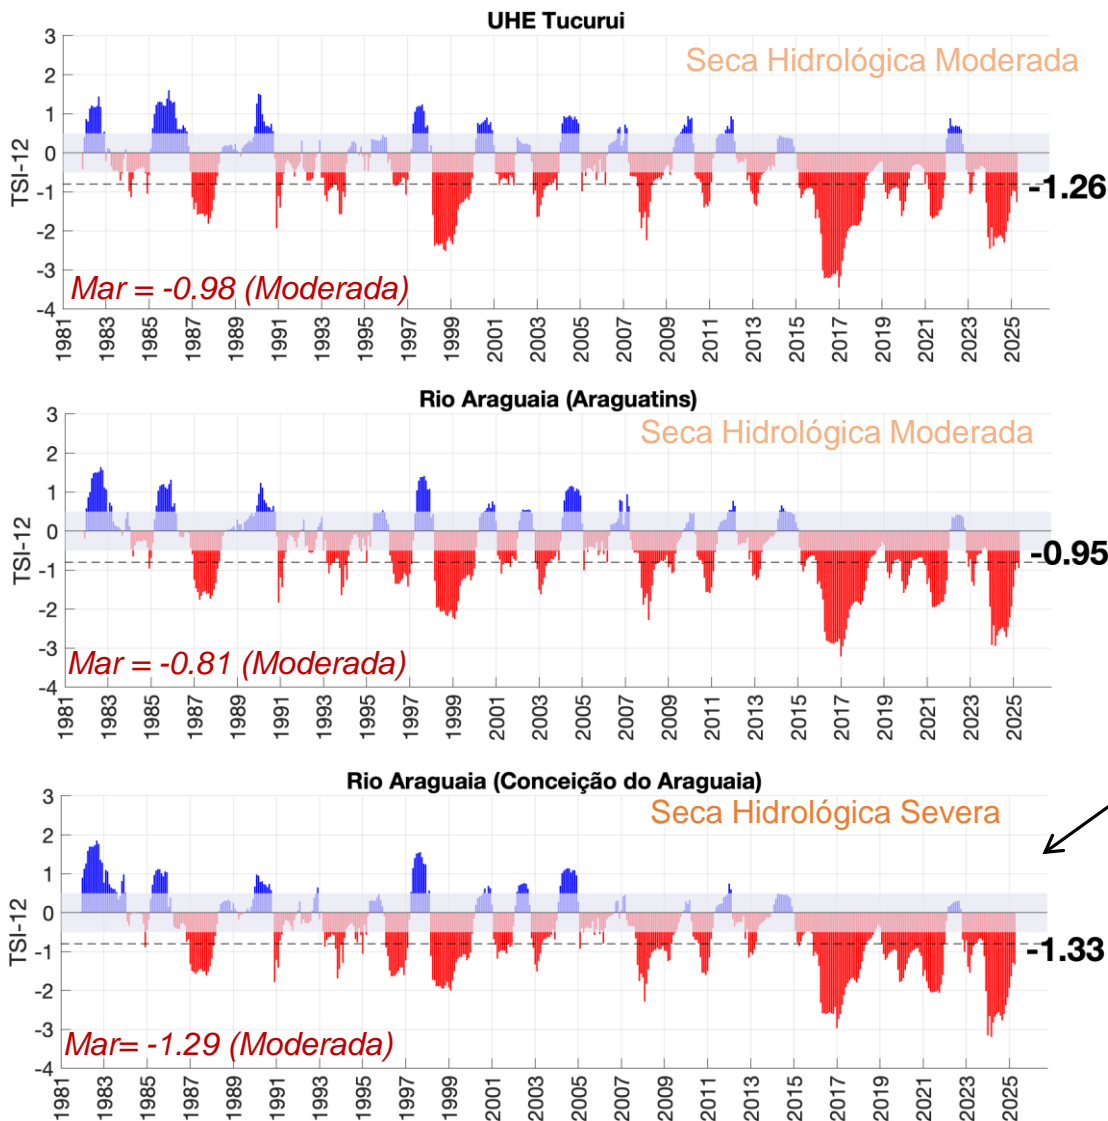 UHE Tucurui
Seca Hidrológica Moderada
3
2
1
0
-1
-2
-3
-4
TSI-12
-1.26
Mar = -0.98 (Moderada)
1981 1983 1985 1987 1989 1991 1993 1995 1997 1999 2001 2003 2005 2007 2009 2011 2013 2015 2017 2019 2021 2023 2025
Rio Araguaia (Araguatins)
Seca Hidrológica Moderada
3
2
1
0
-1
-2
-3
-4
TSI-12
-0.95
Mar = -0.81 (Moderada)
1981 1983 1985 1987 1989 1991 1993 1995 1997 1999 2001 2003 2005 2007 2009 2011 2013 2015 2017 2019 2021 2023 2025
Rio Araguaia (Conceição do Araguaia)
Seca Hidrológica Severa
3
2
1
0
-1
-2
-3
-4
TSI-12
-1.33
Mar= -1.29 (Moderada)
1981 1983 1985 1987 1989 1991 1993 1995 1997 1999 2001 2003 2005 2007 2009 2011 2013 2015 2017 2019 2021 2023 2025